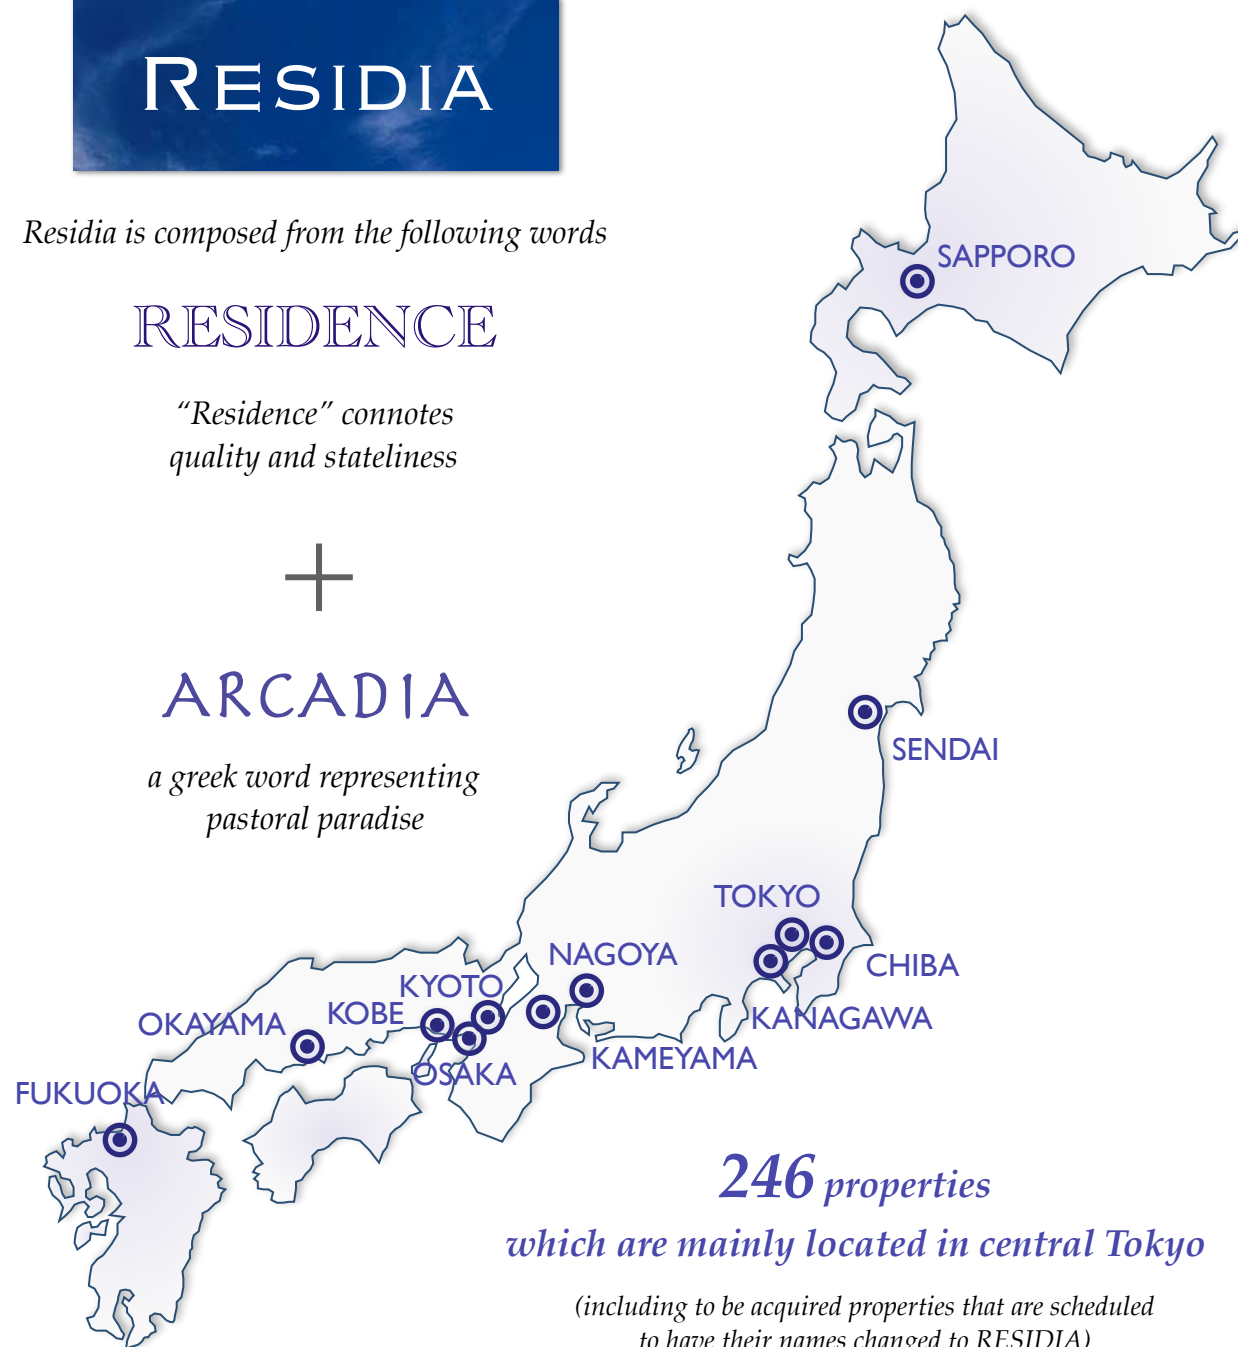 RESIDIA
Residia is composed from the following words
RESIDENCE
“Residence” connotes
quality and stateliness
+
ARCADIA
a greek word representing
pastoral paradise
SAPPORO
SENDAI
TOKYO
CHIBA
KANAGAWA
NAGOYA
KAMEYAMA
KYOTO
KOBE
OSAKA
OKAYAMA
FUKUOKA
246 properties
which are mainly located in central Tokyo
(including to be acquired properties that are scheduled
to have their names changed to RESIDIA)